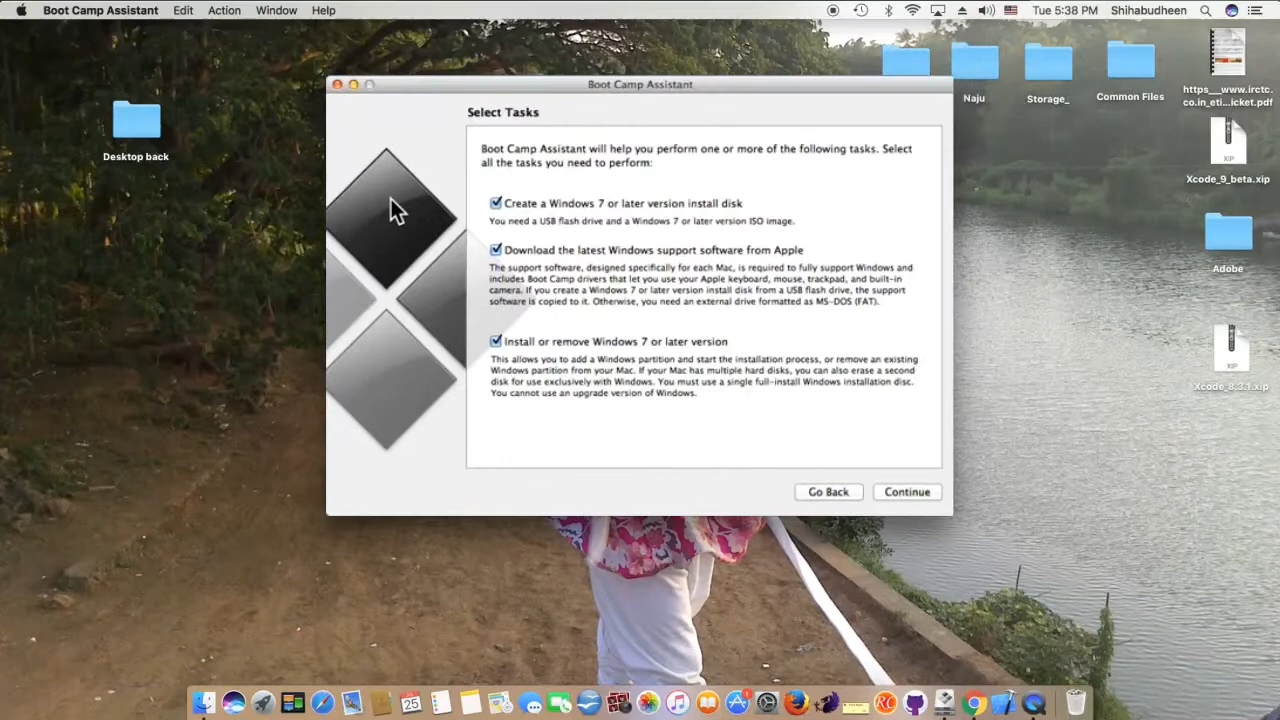 Boot Camp Assistant Edit Action Window Help Tue 5:38 PM Shihabudheen
Boot Camp Assistant
Select Tasks
Boot Camp Assistant will help you perform one or more of the following tasks. Select
all the tasks you need to perform:
Create a Windows 7 or later version install disk
You need a USB flash drive and a Windows 7 or later version ISO image.
Download the latest Windows support software from Apple
The support software, designed specifically for each Mac, is required to fully support Windows and
includes Boot Camp drivers that let you use your Apple keyboard, mouse, trackpad, and built-in
camera. If you create a Windows 7 or later version install disk from a USB flash drive, the support
software is copied to it. Otherwise, you need an external drive formatted as MS-DOS (FAT).
Install or remove Windows 7 or later version
This allows you to add a Windows partition and start the installation process, or remove an existing
Windows partition from your Mac. If your Mac has multiple hard disks, you can also erase a second
disk for use exclusively with Windows. You must use a single full-install Windows installation disc.
You cannot use an upgrade version of Windows.
Go Back Continue
Desktop back
Naju
Storage_
Common Files
https___www.irctc.
co.in_eti...icket.pdf
XIP
Xcode_9_beta.xip
Adobe
XIP
Xcode_8.3.1.xip
25
1
RC